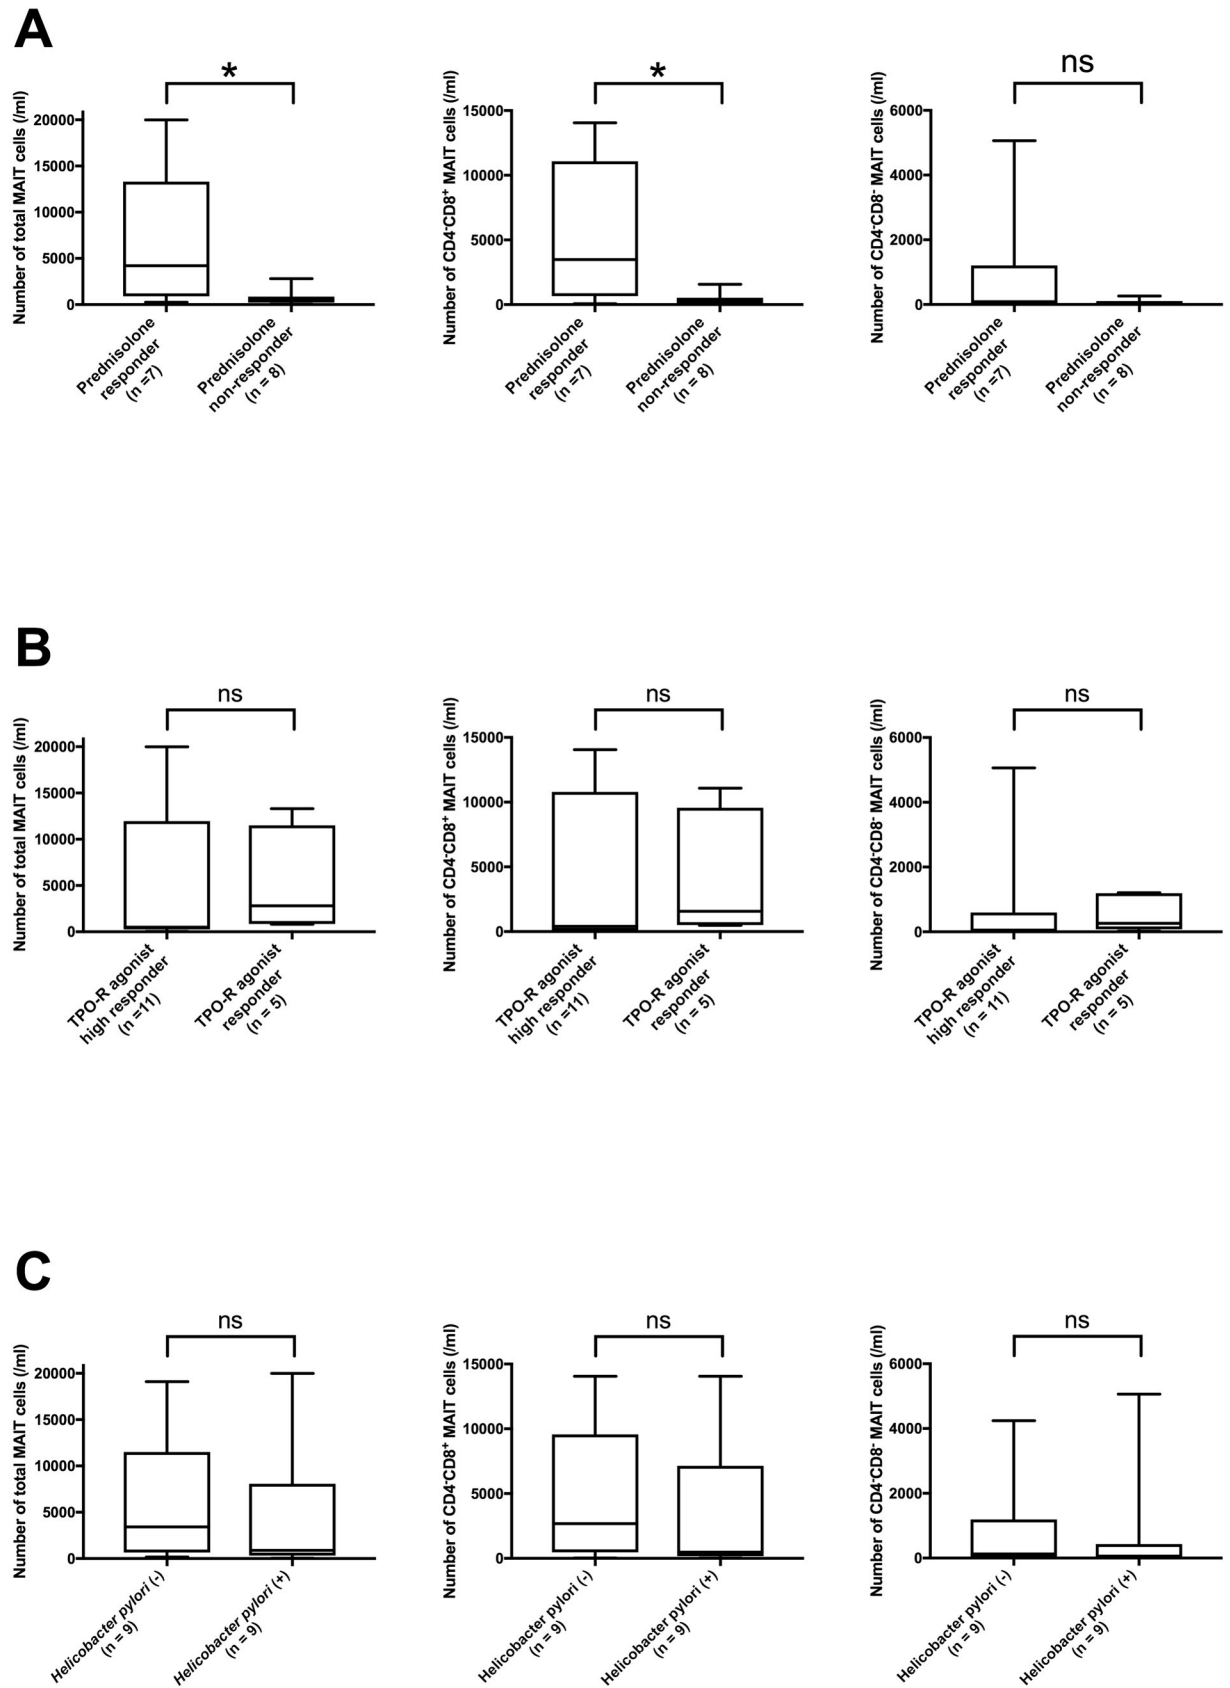 A
Number of total MAIT cells (/ml)
20000
15000
10000
5000
0
*
Prednisolone
responder
(n =7)
Prednisolone
non-responder
(n = 8)
Number of CD4-CD8+ MAIT cells (/ml)
15000
10000
5000
0
*
Prednisolone
responder
(n =7)
Prednisolone
non-responder
(n = 8)
Number of CD4-CD8- MAIT cells (/ml)
6000
4000
2000
0
ns
Prednisolone
responder
(n =7)
Prednisolone
non-responder
(n = 8)
B
Number of total MAIT cells (/ml)
20000
15000
10000
5000
0
ns
TPO-R agonist
high responder
(n =11)
TPO-R agonist
responder
(n = 5)
Number of CD4-CD8+ MAIT cells (/ml)
15000
10000
5000
0
ns
TPO-R agonist
high responder
(n =11)
TPO-R agonist
responder
(n = 5)
Number of CD4-CD8- MAIT cells (/ml)
6000
4000
2000
0
ns
TPO-R agonist
high responder
(n = 11)
TPO-R agonist
responder
(n = 5)
C
Number of total MAIT cells (/ml)
20000
15000
10000
5000
0
ns
Helicobacter pylori (-)
(n = 9)
Helicobacter pylori (+)
(n = 9)
Number of CD4-CD8+ MAIT cells (/ml)
15000
10000
5000
0
ns
Helicobacter pylori (-)
(n = 9)
Helicobacter pylori (+)
(n = 9)
Number of CD4-CD8- MAIT cells (/ml)
6000
4000
2000
0
ns
Helicobacter pylori (-)
(n = 9)
Helicobacter pylori (+)
(n = 9)